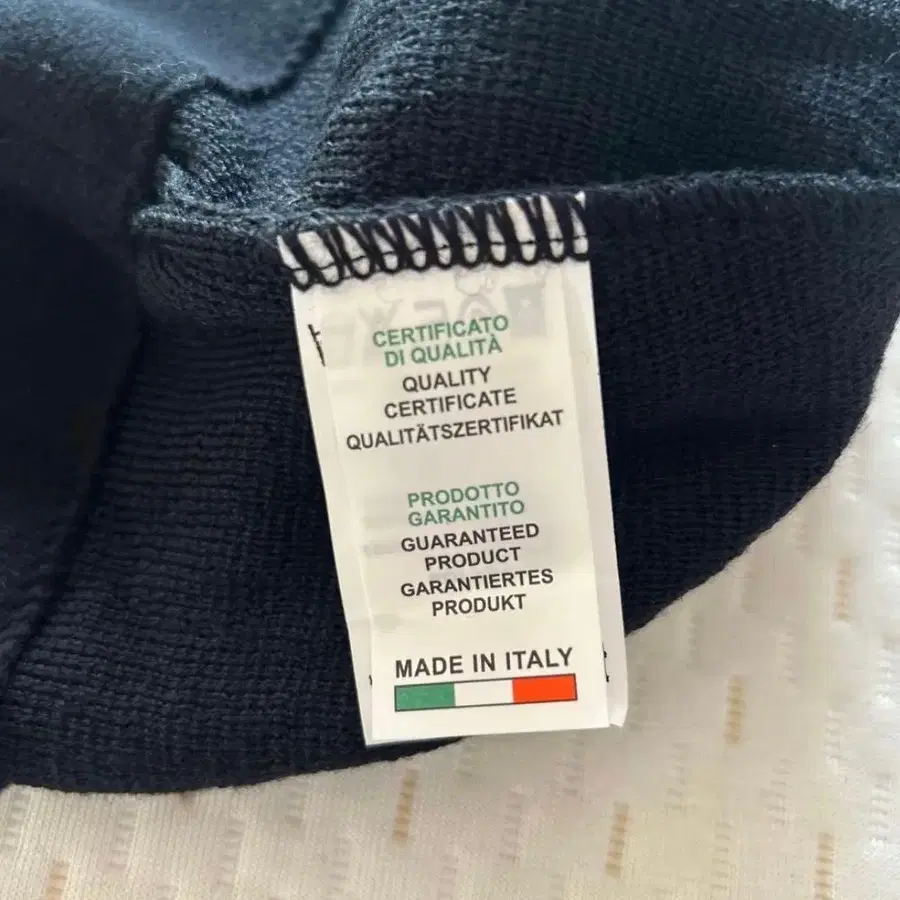 CERTIFICATO
DI QUALITÀ
QUALITY
CERTIFICATE
QUALITÄTSZERTIFIKAT
PRODOTTO
GARANTITO
GUARANTEED
PRODUCT
GARANTIERTES
PRODUKT
MADE IN ITALY